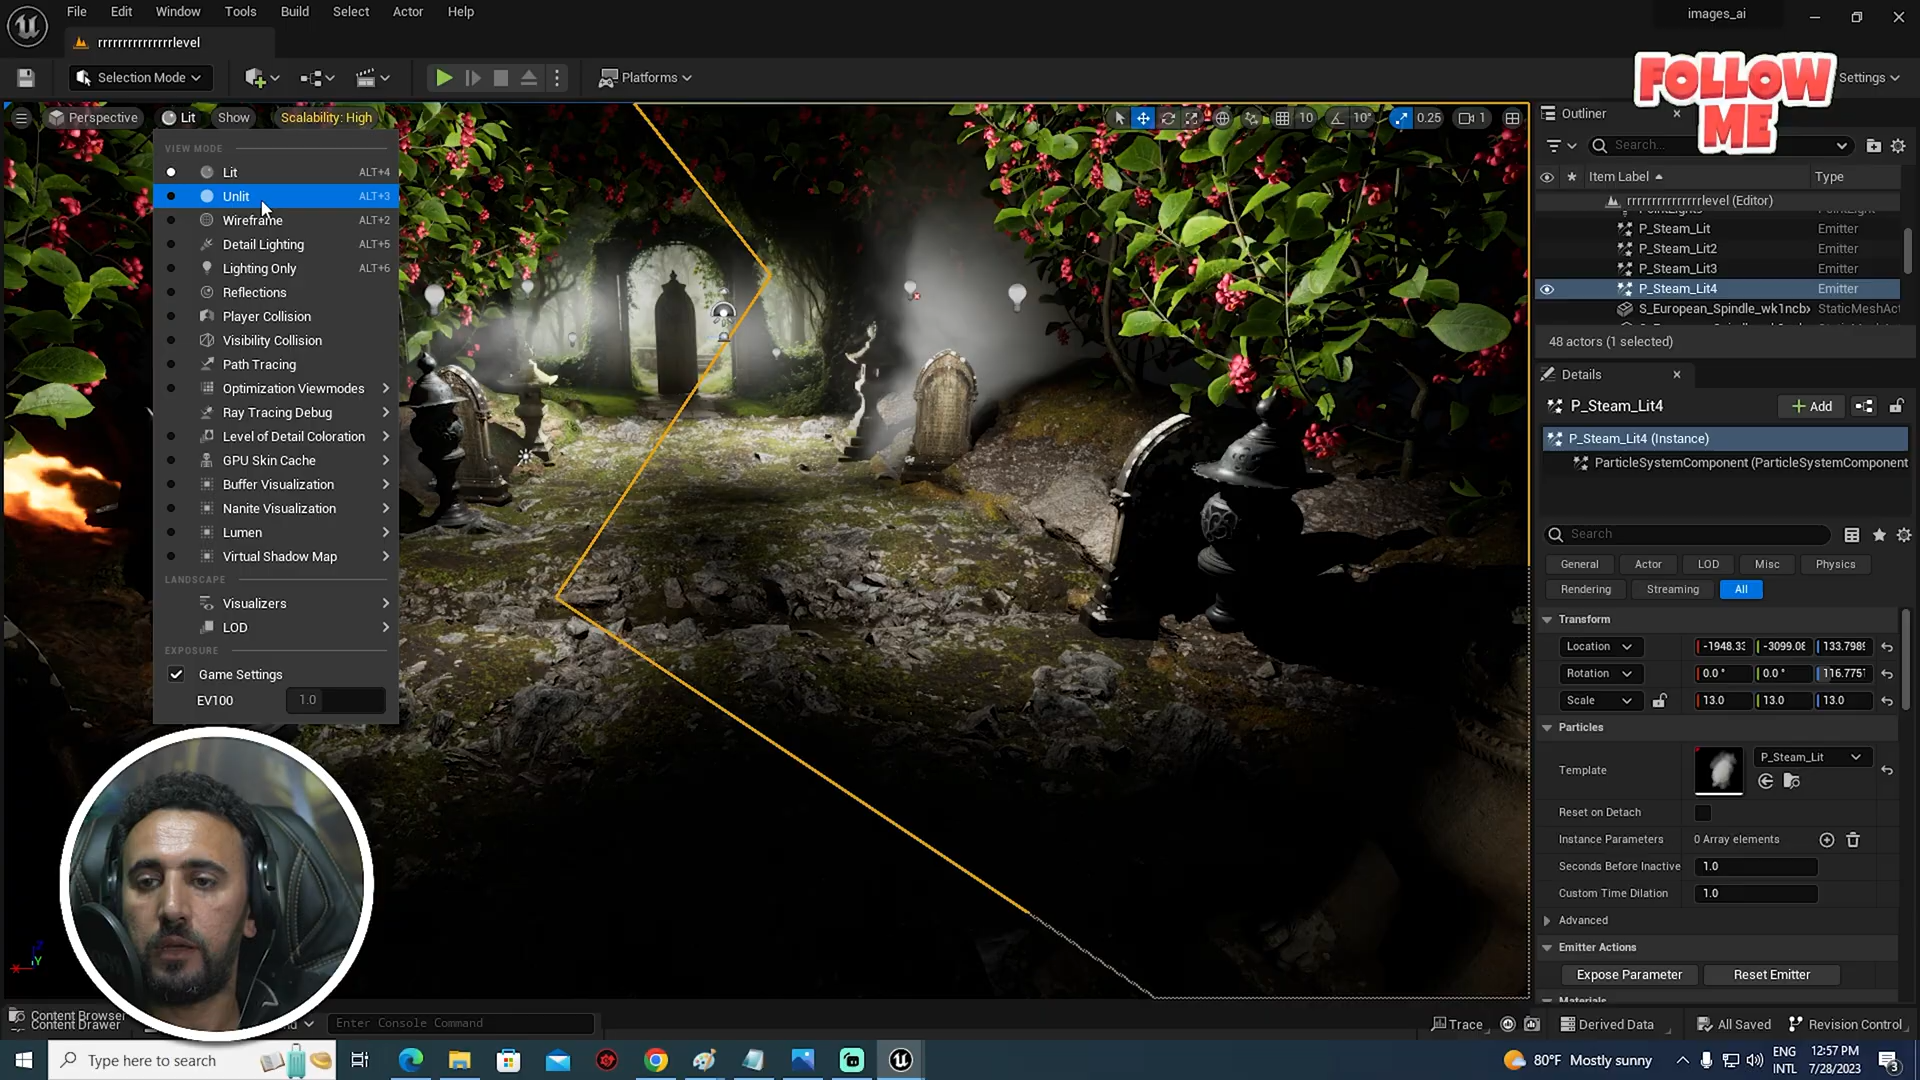 File Edit Window Tools Build Select Actor Help
images_ai
rrrrrrrrrrrrrrrlevel
Selection Mode
Platforms
FOLLOW
ME
Settings
Perspective Lit Show Scalability: High
10 10° 0.25 1
VIEW MODE
Lit ALT+4
Unlit ALT+3
Wireframe ALT+2
Detail Lighting ALT+5
Lighting Only ALT+6
Reflections
Player Collision
Visibility Collision
Path Tracing
Optimization Viewmodes
Ray Tracing Debug
Level of Detail Coloration
GPU Skin Cache
Buffer Visualization
Nanite Visualization
Lumen
Virtual Shadow Map
LANDSCAPE
Visualizers
LOD
EXPOSURE
Game Settings
EV100 1.0
Outliner
Search...
Item Label Type
rrrrrrrrrrrrrrrlevel (Editor)
P_Steam_Lit Emitter
P_Steam_Lit2 Emitter
P_Steam_Lit3 Emitter
P_Steam_Lit4 Emitter
S_European_Spindle_wk1ncb StaticMeshAct
48 actors (1 selected)
Details
P_Steam_Lit4 Add
P_Steam_Lit4 (Instance)
ParticleSystemComponent (ParticleSystemComponent
Search
General Actor LOD Misc Physics
Rendering Streaming All
Transform
Location -1948.33 -3099.08 133.7989
Rotation 0.0° 0.0° 116.775°
Scale 13.0 13.0 13.0
Particles
Template P_Steam_Lit
Reset on Detach
Instance Parameters 0 Array elements
Seconds Before Inactive 1.0
Custom Time Dilation 1.0
Advanced
Emitter Actions
Expose Parameter Reset Emitter
Materials
Content Browser
Content Drawer
Enter Console Command
Trace Derived Data All Saved Revision Control
Type here to search
80°F Mostly sunny
ENG
INTL
12:57 PM
7/28/2023
3